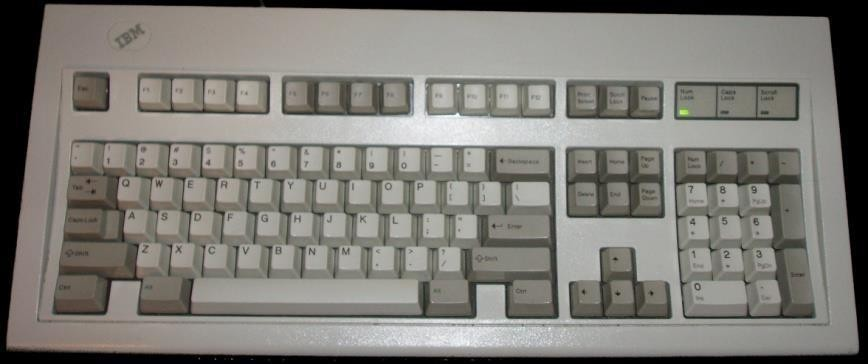 IBM
Esc F1 F2 F3 F4 F5 F6 F7 F8 F9 F10 F11 F12 Print Screen Scroll Lock Pause Num Lock Caps Lock Scroll Lock
~ ` ! 1 @ 2 # 3 $ 4 % 5 ^ 6 & 7 * 8 ( 9 ) 0 — - + = ← Backspace Insert Home Page Up Num Lock / * -
Tab Q W E R T Y U I O P { [ } ] | \ Delete End Page Down 7 Home 8 ↑ 9 PgUp +
Caps Lock A S D F G H J K L : ; " ' ↵ Enter 4 ← 5 6 →
⇧ Shift Z X C V B N M < , > . ? / ⇧ Shift ↑ 1 End 2 ↓ 3 PgDn Enter
Ctrl Alt Alt Ctrl ← ↓ → 0 Ins . Del